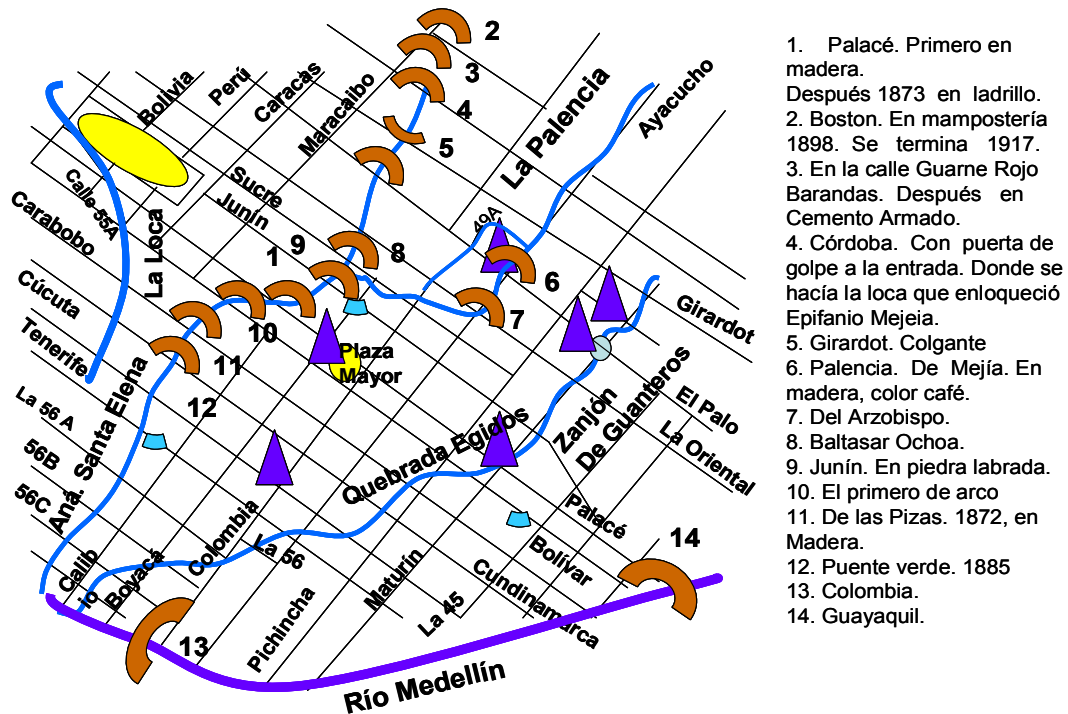 2
3
4
5
Bolivia
Perú
Caracas
Maracaibo
La Palencia
Ayacucho
Calle 55A
Sucre
Junín
49A
Carabobo
La Loca
1
9
8
6
Cúcuta
10
7
Girardot
Tenerife
11
Plaza
Mayor
La 56 A
12
Aná. Santa Elena
Quebrada Egidos
Zanjón
De Guanteros
El Palo
La Oriental
56B
56C
Colombia
La 56
Palacé
Bolívar
14
Calib
io
Boyacá
Maturín
Cundinamarca
La 45
Pichincha
13
Río Medellín
1. Palacé. Primero en
madera.
Después 1873 en ladrillo.
2. Boston. En mampostería
1898. Se termina 1917.
3. En la calle Guarne Rojo
Barandas. Después en
Cemento Armado.
4. Córdoba. Con puerta de
golpe a la entrada. Donde se
hacía la loca que enloqueció
Epifanio Mejeia.
5. Girardot. Colgante
6. Palencia. De Mejía. En
madera, color café.
7. Del Arzobispo.
8. Baltasar Ochoa.
9. Junín. En piedra labrada.
10. El primero de arco
11. De las Pizas. 1872, en
Madera.
12. Puente verde. 1885
13. Colombia.
14. Guayaquil.